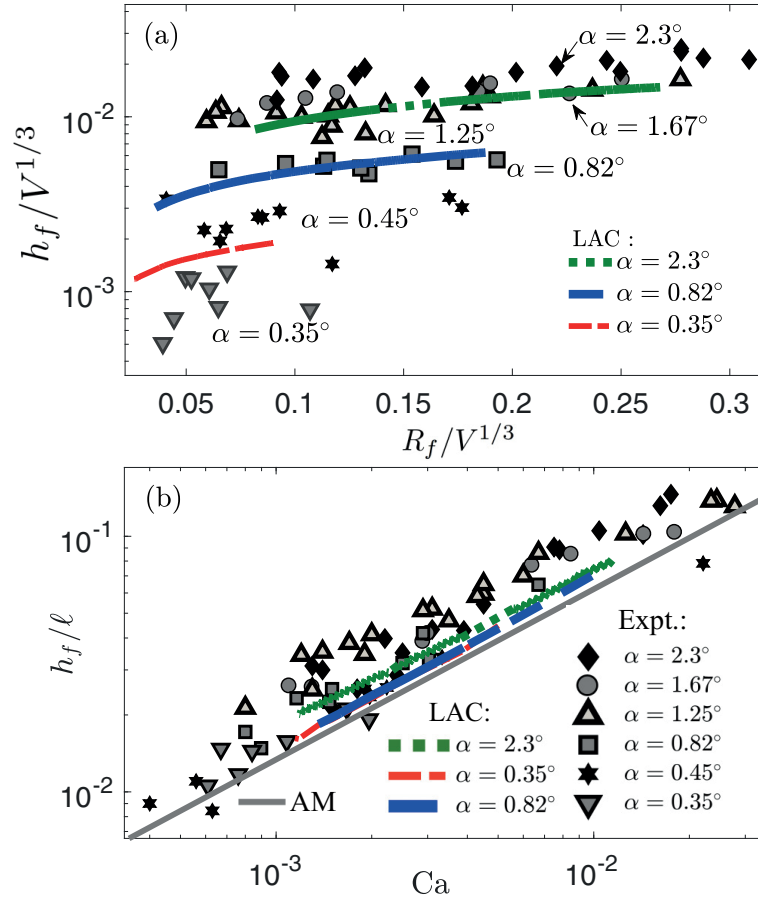 (a)
α = 2.3°
α = 1.67°
α = 1.25°
α = 0.82°
α = 0.45°
α = 0.35°
LAC :
α = 2.3°
α = 0.82°
α = 0.35°
10⁻²
10⁻³
h_f/V^{1/3}
0.05 0.1 0.15 0.2 0.25 0.3
R_f/V^{1/3}
(b)
10⁻¹
10⁻²
h_f/ℓ
Expt.:
α = 2.3°
α = 1.67°
α = 1.25°
α = 0.82°
α = 0.45°
α = 0.35°
LAC:
α = 2.3°
α = 0.35°
α = 0.82°
AM
10⁻³ 10⁻²
Ca